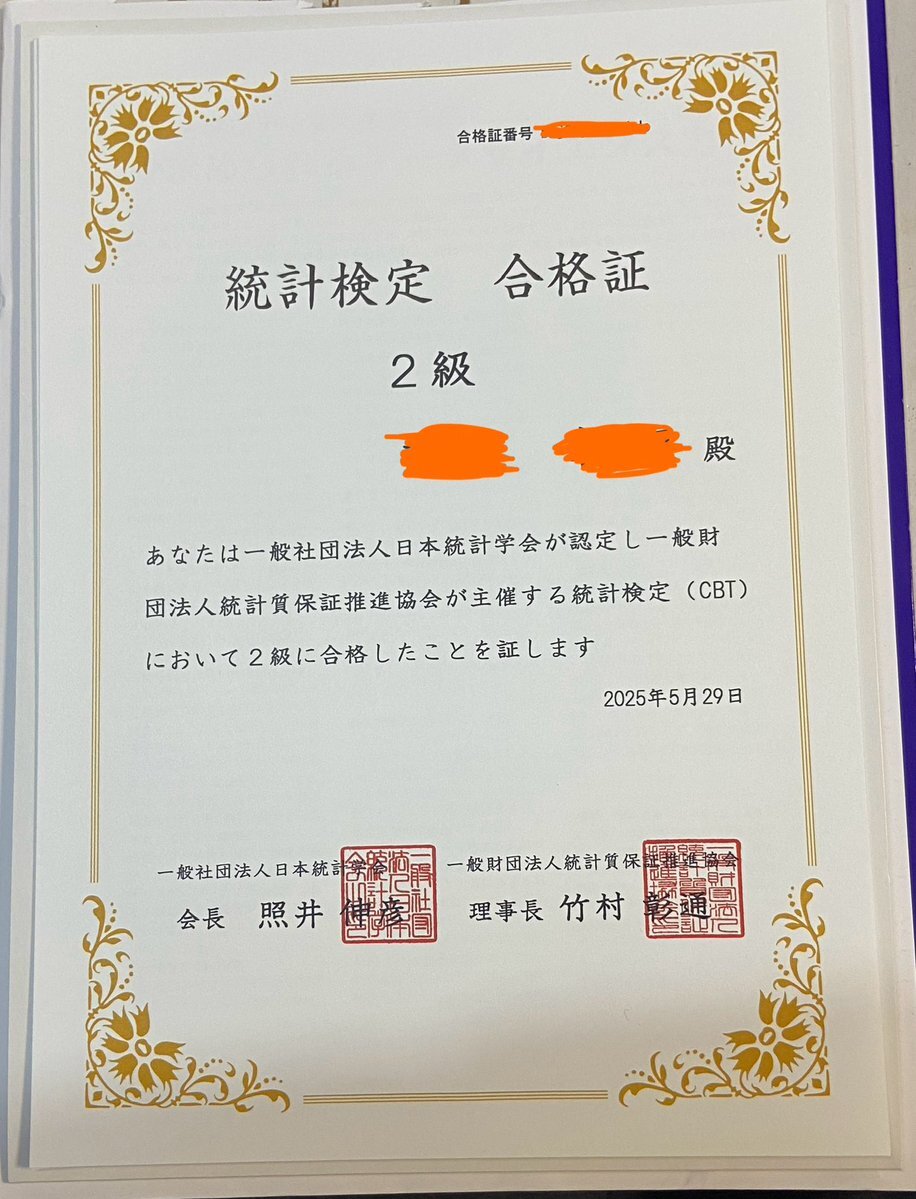 合格証番号
統計検定　合格証
２級
殿
あなたは一般社団法人日本統計学会が認定し一般財
団法人統計質保証推進協会が主催する統計検定（CBT）
において２級に合格したことを証します
2025年5月29日
一般社団法人日本統計学会
会長　照井 伸彦
一般財団法人統計質保証推進協会
理事長 竹村 彰通